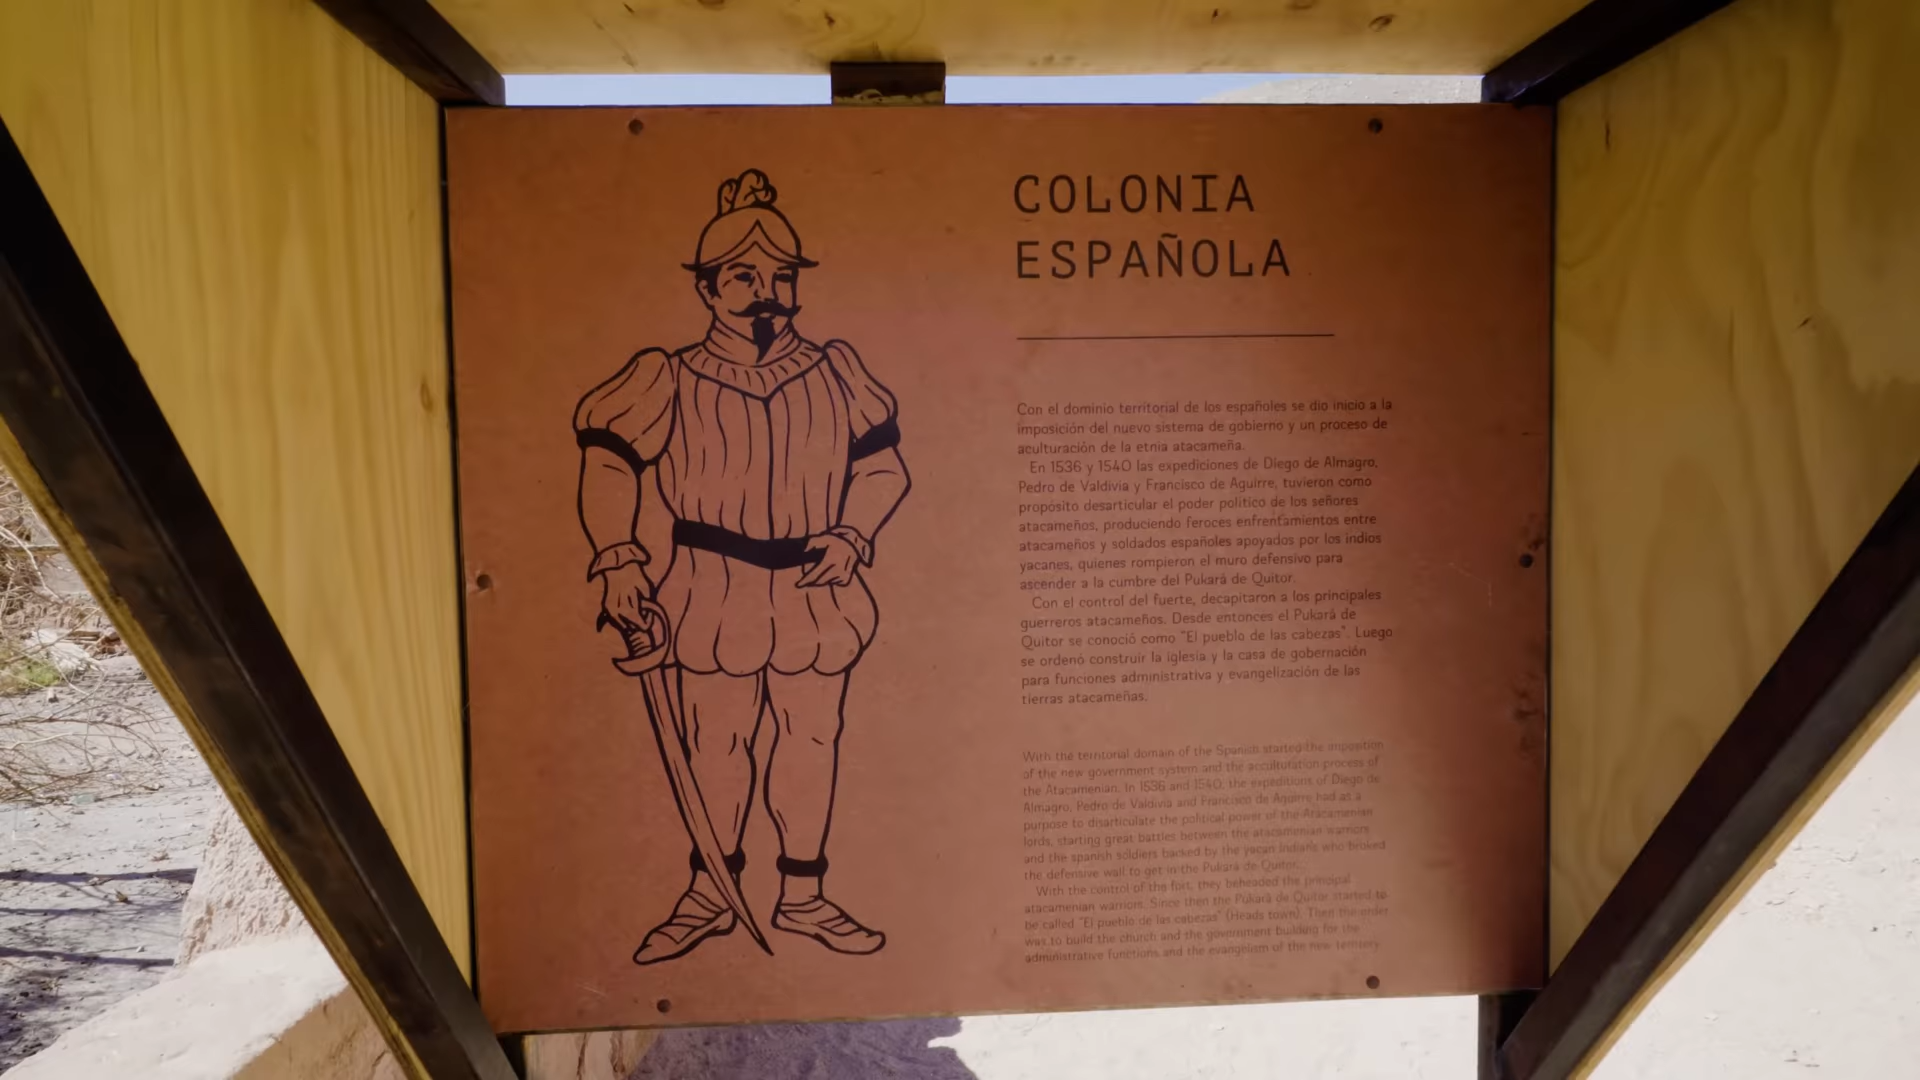 COLONIA
ESPAÑOLA
Con el dominio territorial de los españoles se dio inicio a la
imposición del nuevo sistema de gobierno y un proceso de
aculturación de la etnia atacameña.
En 1536 y 1540 las expediciones de Diego de Almagro,
Pedro de Valdivia y Francisco de Aguirre, tuvieron como
propósito desarticular el poder político de los señores
atacameños, produciendo feroces enfrentamientos entre
atacameños y soldados españoles apoyados por los indios
yacanes, quienes rompieron el muro defensivo para
ascender a la cumbre del Pukará de Quitor.
Con el control del fuerte, decapitaron a los principales
guerreros atacameños. Desde entonces el Pukará de
Quitor se conoció como "El pueblo de las cabezas". Luego
se ordenó construir la iglesia y la casa de gobernación
para funciones administrativa y evangelización de las
tierras atacameñas.
With the territorial domain of the Spanish started the imposition
of the new government system and the acculturation process of
the Atacamenian. In 1536 and 1540, the expeditions of Diego de
Almagro, Pedro de Valdivia and Francisco de Aguirre had as a
purpose to disarticulate the political power of the Atacamenian
lords, starting great battles between the atacamenian warriors
and the spanish soldiers backed by the yacan indians who broked
the defensive wall to get in the Pukará de Quitor.
With the control of the fort, they beheaded the principal
atacamenian warriors. Since then the Pukará de Quitor started to
be called "El pueblo de las cabezas" (Heads town). Then the order
was to build the church and the government building for the
administrative functions and the evangelism of the new territory.